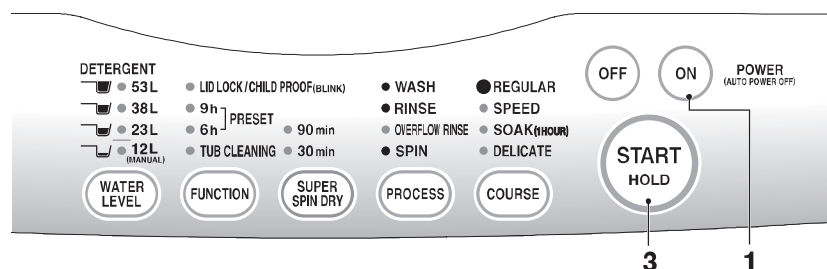 DETERGENT
53L
38L
23L
12L
(MANUAL)
WATER
LEVEL
LID LOCK/CHILD PROOF(BLINK)
9h
6h
PRESET
TUB CLEANING
FUNCTION
90 min
30 min
SUPER
SPIN DRY
WASH
RINSE
OVERFLOW RINSE
SPIN
PROCESS
REGULAR
SPEED
SOAK(1HOUR)
DELICATE
COURSE
OFF
ON
POWER
(AUTO POWER OFF)
START
HOLD
3
1